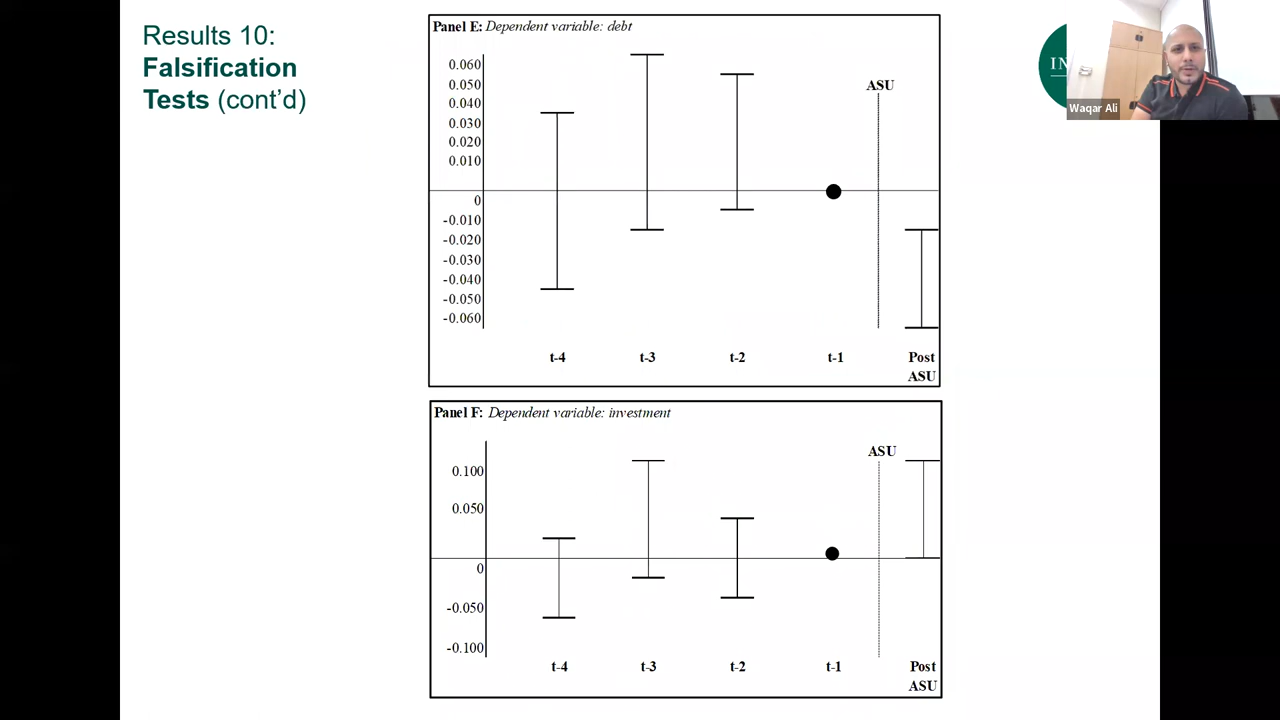 Results 10:
Falsification
Tests (cont’d)
Panel E: Dependent variable: debt
0.060
0.050
0.040
0.030
0.020
0.010
0
-0.010
-0.020
-0.030
-0.040
-0.050
-0.060
ASU
t-4 t-3 t-2 t-1 Post
ASU
Panel F: Dependent variable: investment
0.100
0.050
0
-0.050
-0.100
ASU
t-4 t-3 t-2 t-1 Post
ASU
IN
Waqar Ali